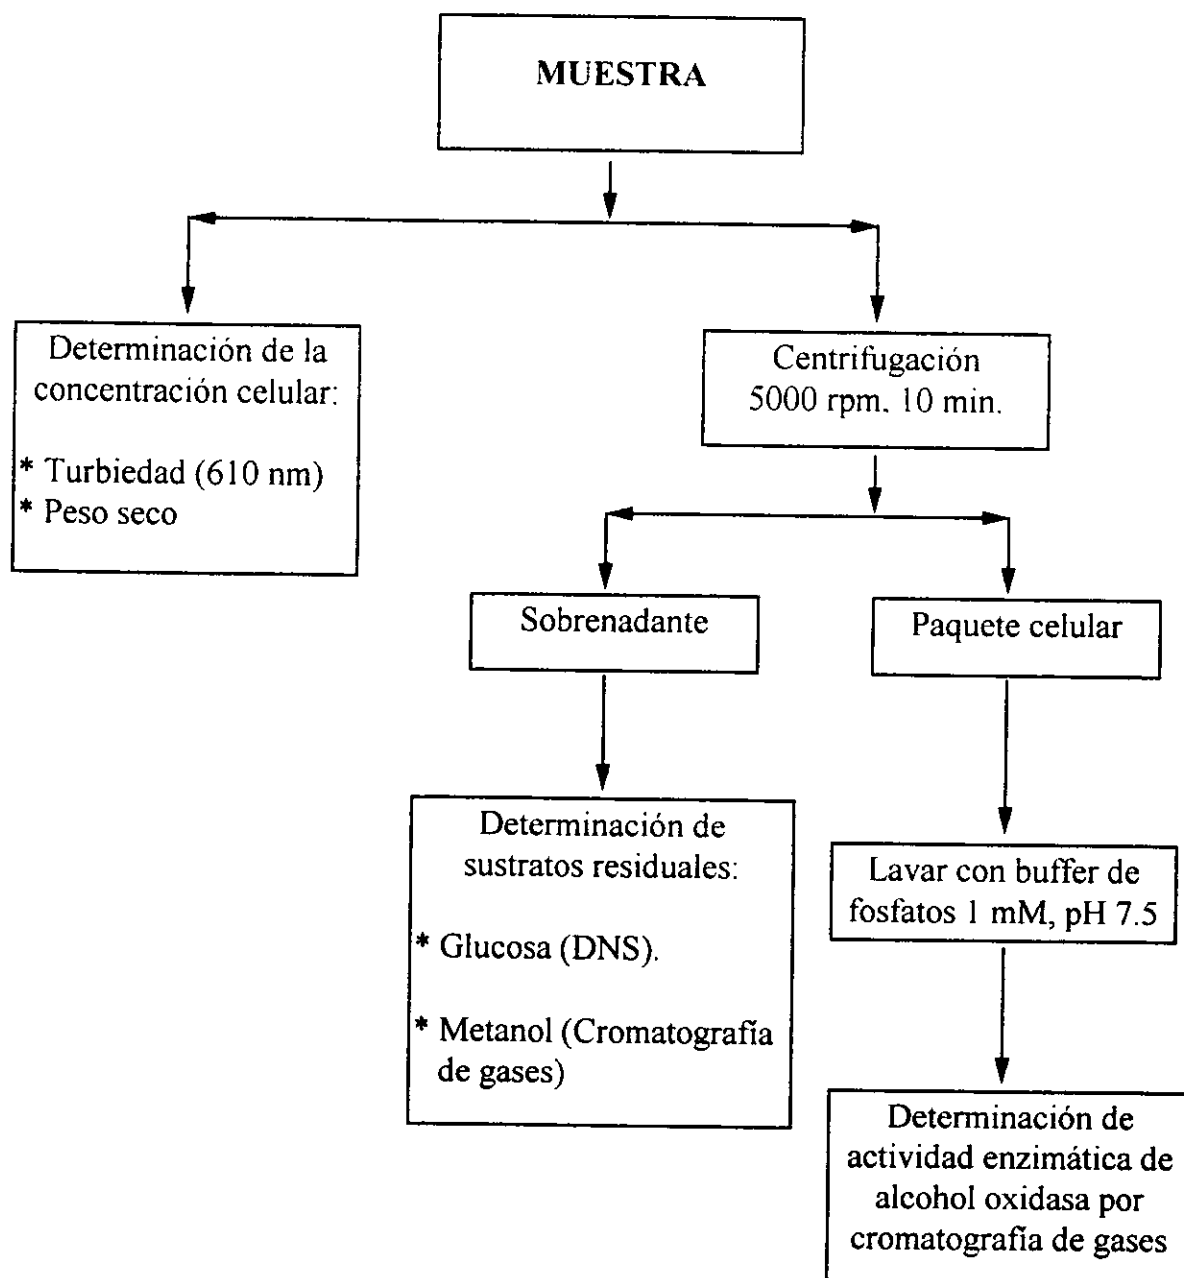 MUESTRA
Determinación de la
concentración celular:
* Turbiedad (610 nm)
* Peso seco
Centrifugación
5000 rpm. 10 min.
Sobrenadante
Paquete celular
Determinación de
sustratos residuales:
* Glucosa (DNS).
* Metanol (Cromatografía
de gases)
Lavar con buffer de
fosfatos 1 mM, pH 7.5
Determinación de
actividad enzimática de
alcohol oxidasa por
cromatografía de gases